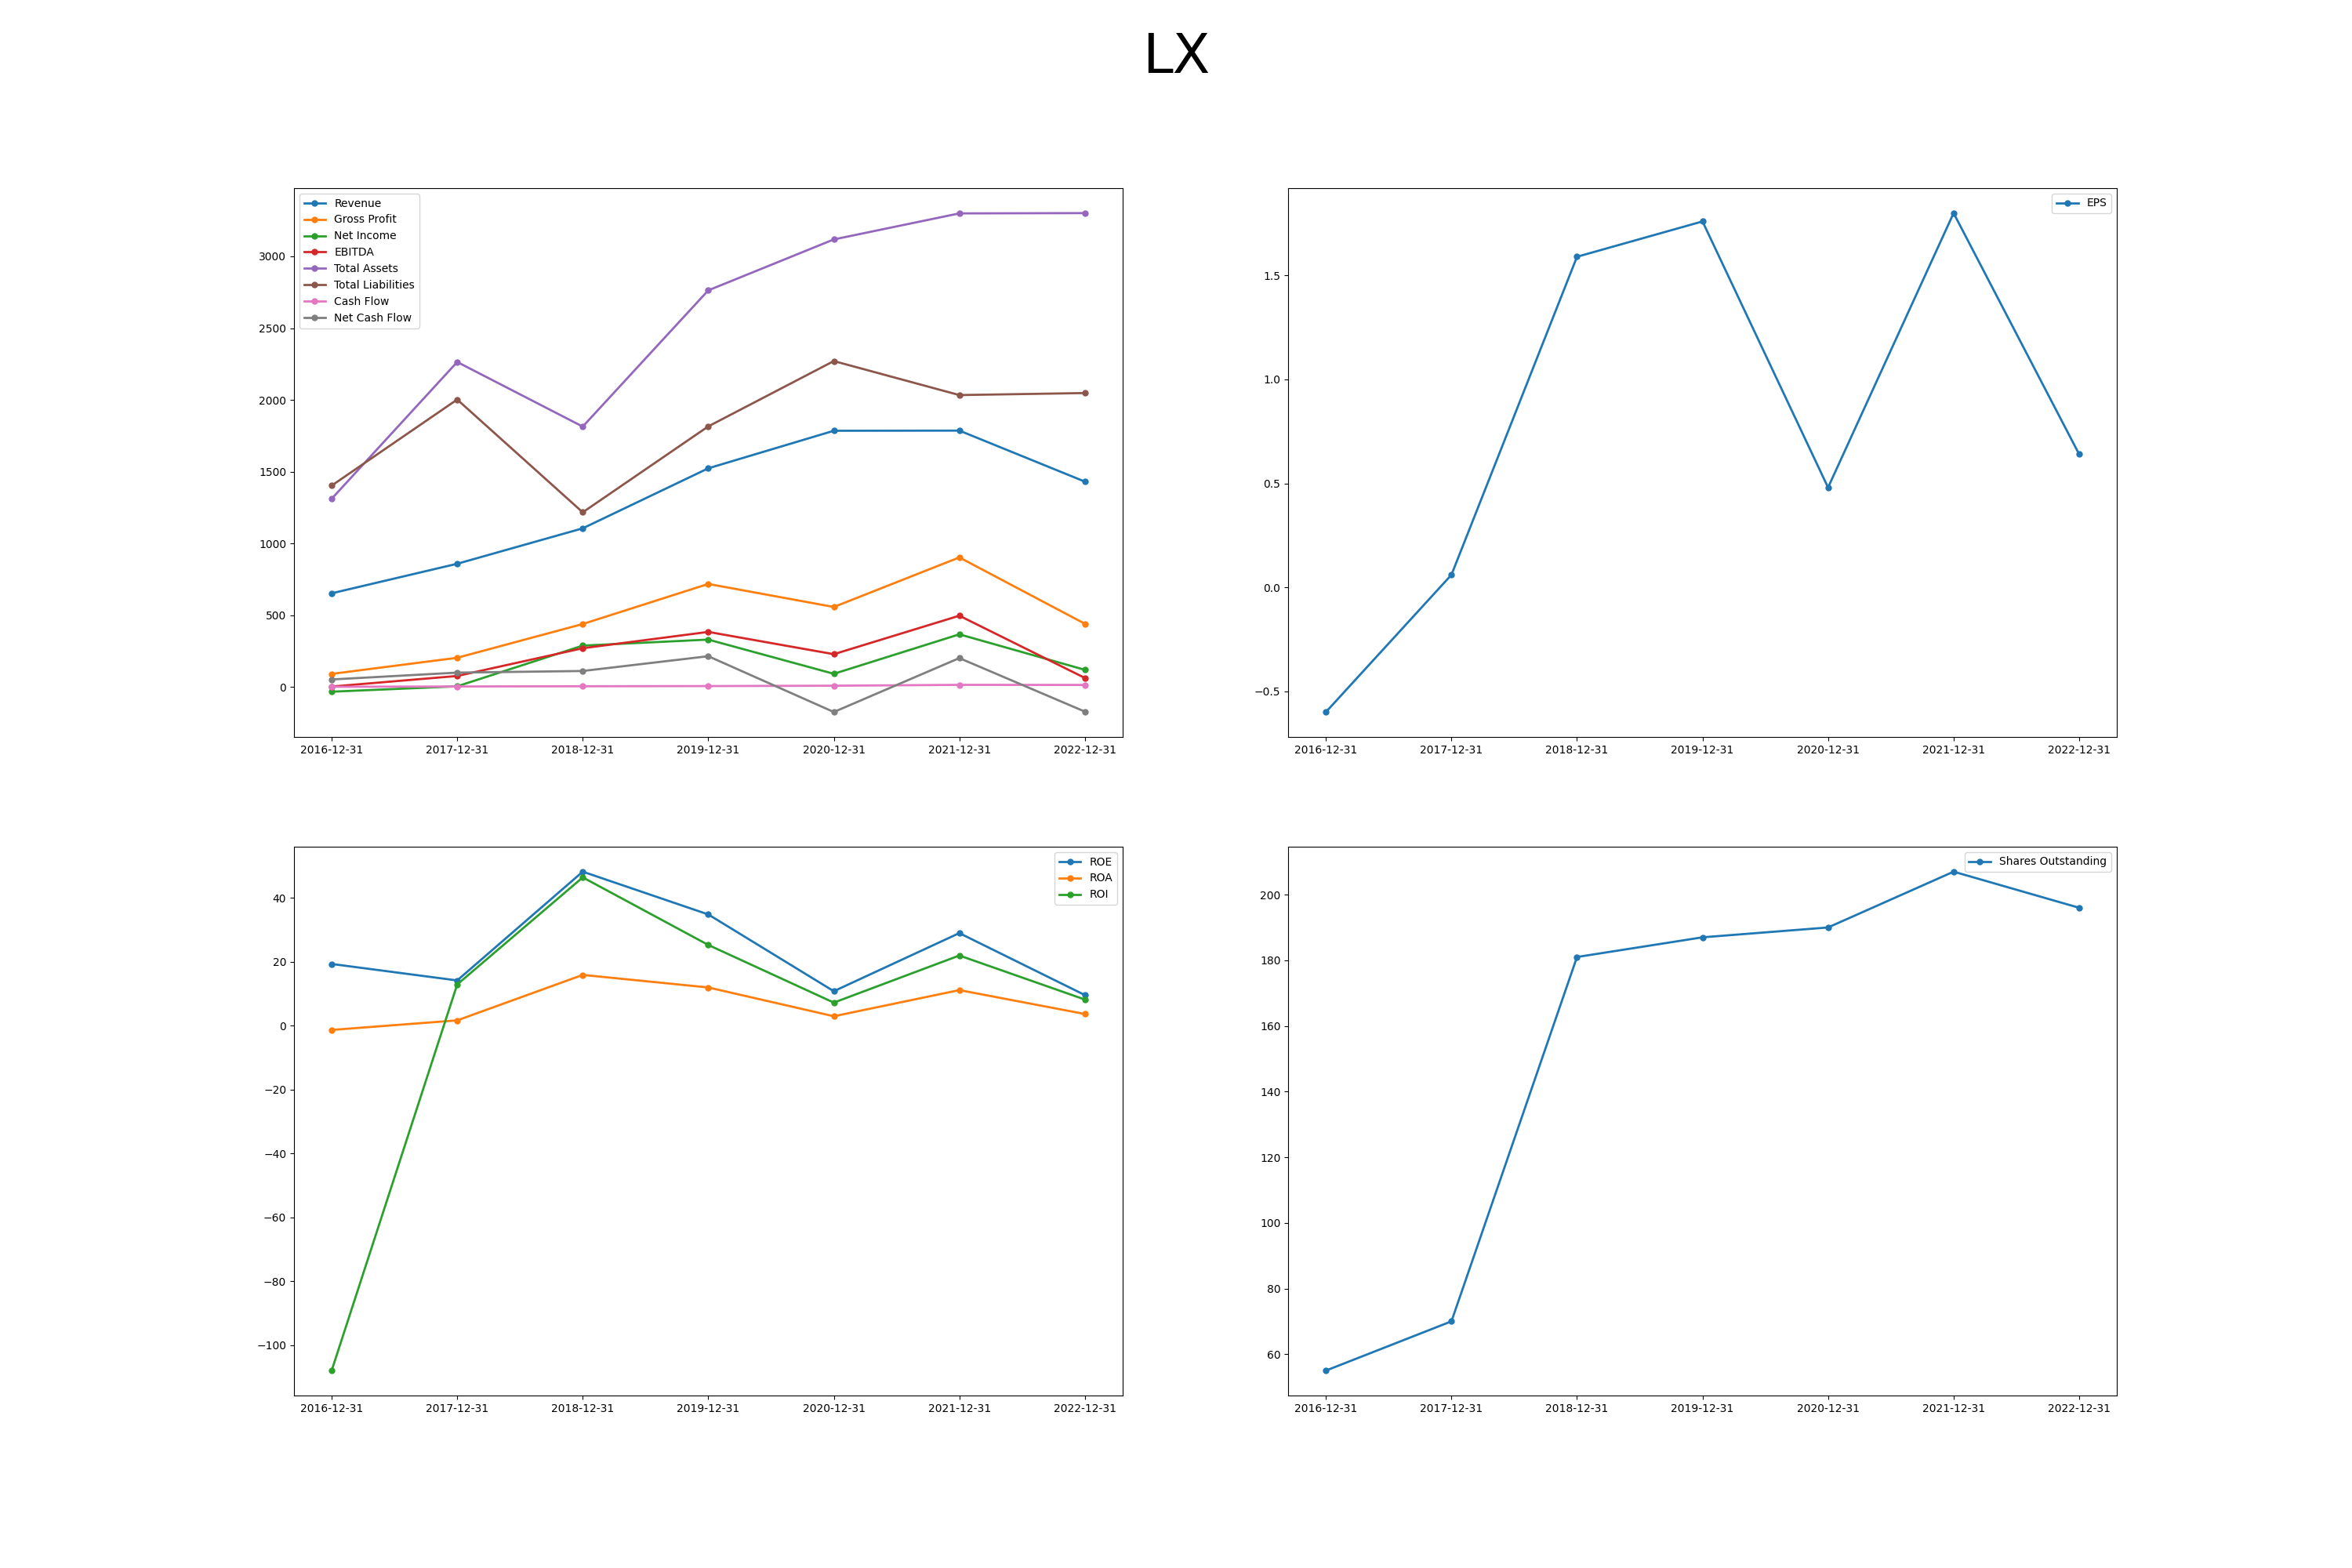 LX
Revenue
Gross Profit
Net Income
EBITDA
Total Assets
Total Liabilities
Cash Flow
Net Cash Flow
3000
2500
2000
1500
1000
500
0
2016-12-31 2017-12-31 2018-12-31 2019-12-31 2020-12-31 2021-12-31 2022-12-31
EPS
1.5
1.0
0.5
0.0
−0.5
2016-12-31 2017-12-31 2018-12-31 2019-12-31 2020-12-31 2021-12-31 2022-12-31
ROE
ROA
ROI
40
20
0
−20
−40
−60
−80
−100
2016-12-31 2017-12-31 2018-12-31 2019-12-31 2020-12-31 2021-12-31 2022-12-31
Shares Outstanding
200
180
160
140
120
100
80
60
2016-12-31 2017-12-31 2018-12-31 2019-12-31 2020-12-31 2021-12-31 2022-12-31